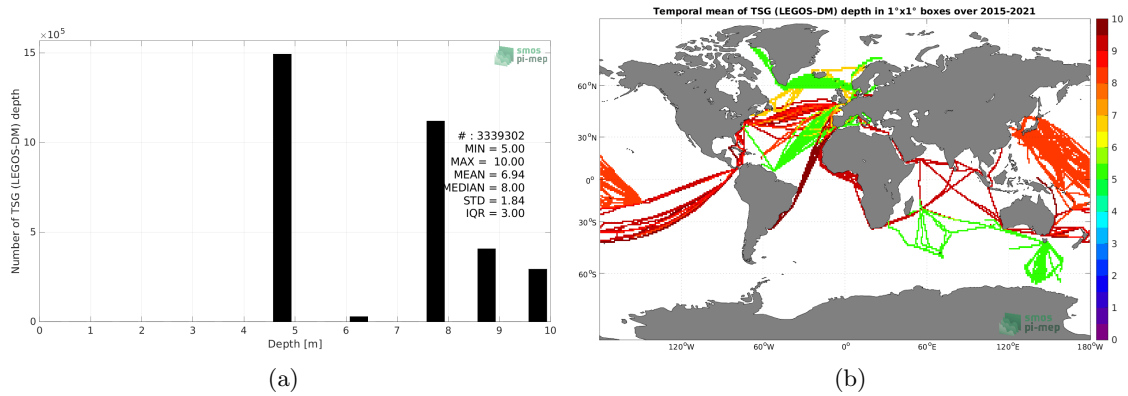 ×10⁵
15
10
5
0
Number of TSG (LEGOS-DM) depth
smos
pi-mep
# : 3339302
MIN = 5.00
MAX = 10.00
MEAN = 6.94
MEDIAN = 8.00
STD = 1.84
IQR = 3.00
0 1 2 3 4 5 6 7 8 9 10
Depth [m]
(a)
Temporal mean of TSG (LEGOS-DM) depth in 1°x1° boxes over 2015-2021
60°N
30°N
0°
30°S
60°S
120°W 60°W 0° 60°E 120°E 180°W
smos
pi-mep
10
9
8
7
6
5
4
3
2
1
0
(b)